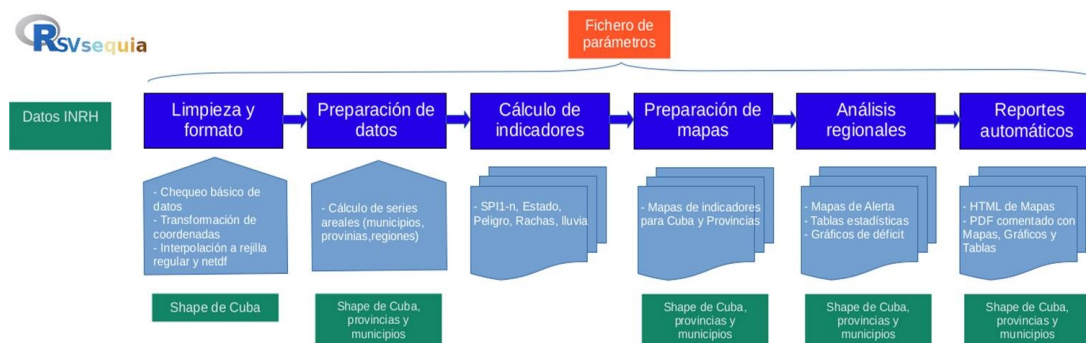 RSVsequia
Fichero de
parámetros
Datos INRH
Limpieza y
formato
Preparación de
datos
Cálculo de
indicadores
Preparación de
mapas
Análisis
regionales
Reportes
automáticos
- Chequeo básico de
datos
- Transformación de
coordenadas
- Interpolación a rejilla
regular y netdf
- Cálculo de series
areales (municipios,
provinias,regiones)
- SPI1-n, Estado,
Peligro, Rachas, lluvia
- Mapas de indicadores
para Cuba y Provincias
- Mapas de Alerta
- Tablas estadísticas
- Gráficos de déficit
- HTML de Mapas
- PDF comentado con
Mapas, Gráficos y
Tablas
Shape de Cuba
Shape de Cuba,
provincias y
municipios
Shape de Cuba,
provincias y
municipios
Shape de Cuba,
provincias y
municipios
Shape de Cuba,
provincias y
municipios